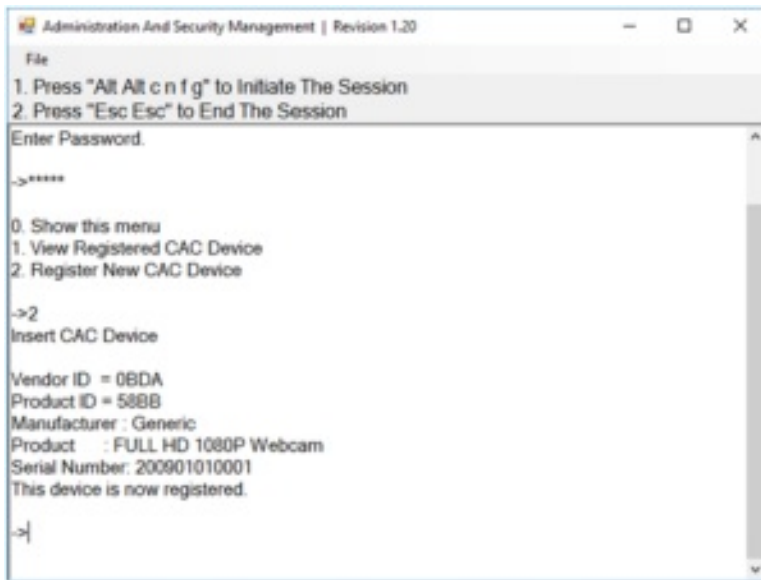 Administration And Security Management | Revision 1.20
File
1. Press "Alt Alt c n f g" to Initiate The Session
2. Press "Esc Esc" to End The Session
Enter Password.
->*****
0. Show this menu
1. View Registered CAC Device
2. Register New CAC Device
->2
Insert CAC Device
Vendor ID = 0BDA
Product ID = 58BB
Manufacturer : Generic
Product : FULL HD 1080P Webcam
Serial Number: 200901010001
This device is now registered.
->